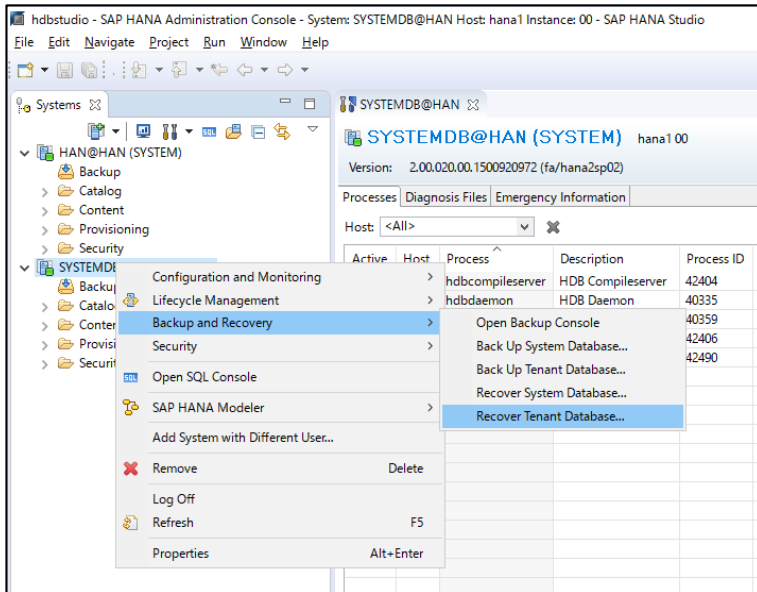 hdbstudio - SAP HANA Administration Console - System: SYSTEMDB@HAN Host: hana1 Instance: 00 - SAP HANA Studio
File Edit Navigate Project Run Window Help
Systems
HAN@HAN (SYSTEM)
Backup
Catalog
Content
Provisioning
Security
SYSTEMDB
Backu
Catalo
Conter
Provisi
Securit
Configuration and Monitoring
Lifecycle Management
Backup and Recovery
Security
Open SQL Console
SAP HANA Modeler
Add System with Different User...
Remove Delete
Log Off
Refresh F5
Properties Alt+Enter
Open Backup Console
Back Up System Database...
Back Up Tenant Database...
Recover System Database...
Recover Tenant Database...
SYSTEMDB@HAN
SYSTEMDB@HAN (SYSTEM) hana1 00
Version: 2.00.020.00.1500920972 (fa/hana2sp02)
Processes Diagnosis Files Emergency Information
Host: <All>
Active Host Process Description Process ID
hdbcompileserver HDB Compileserver 42404
hdbdaemon HDB Daemon 40335
40359
42406
42490